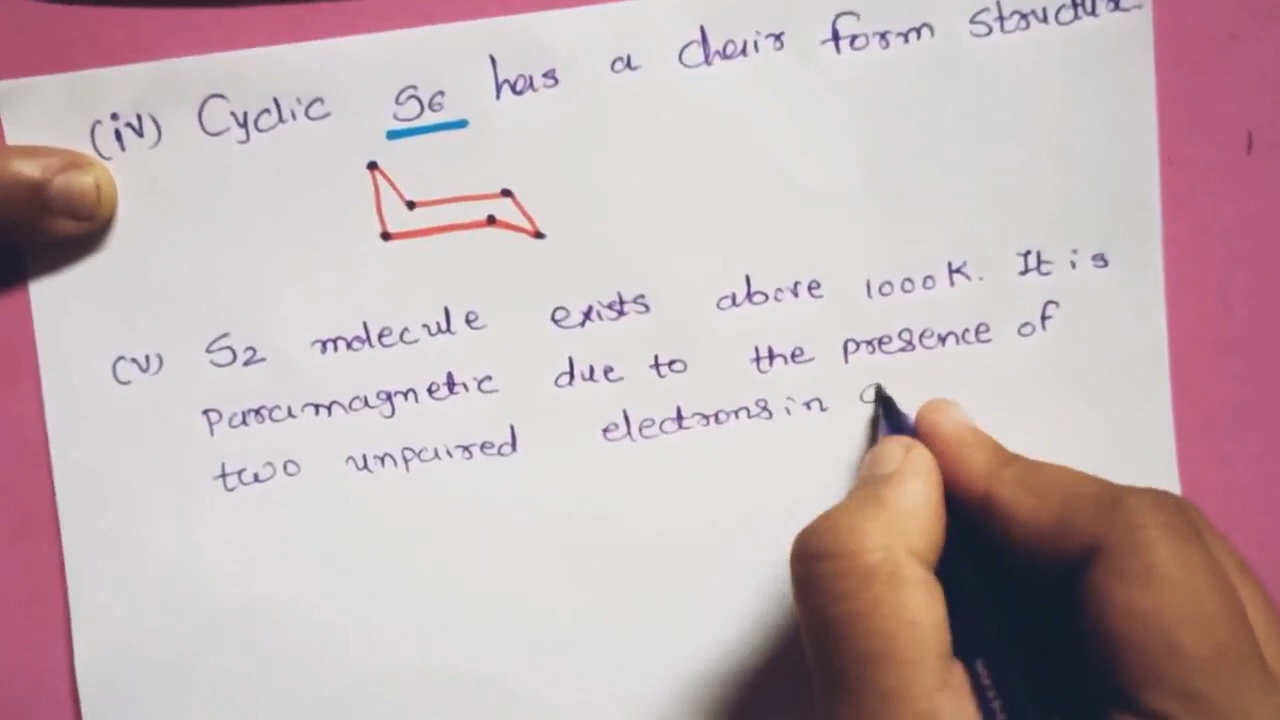 (iv) Cyclic S6 has a chair form
(v) S2 molecule exists above 1000K. It is
paramagnetic due to the presence of
two unpaired electrons in